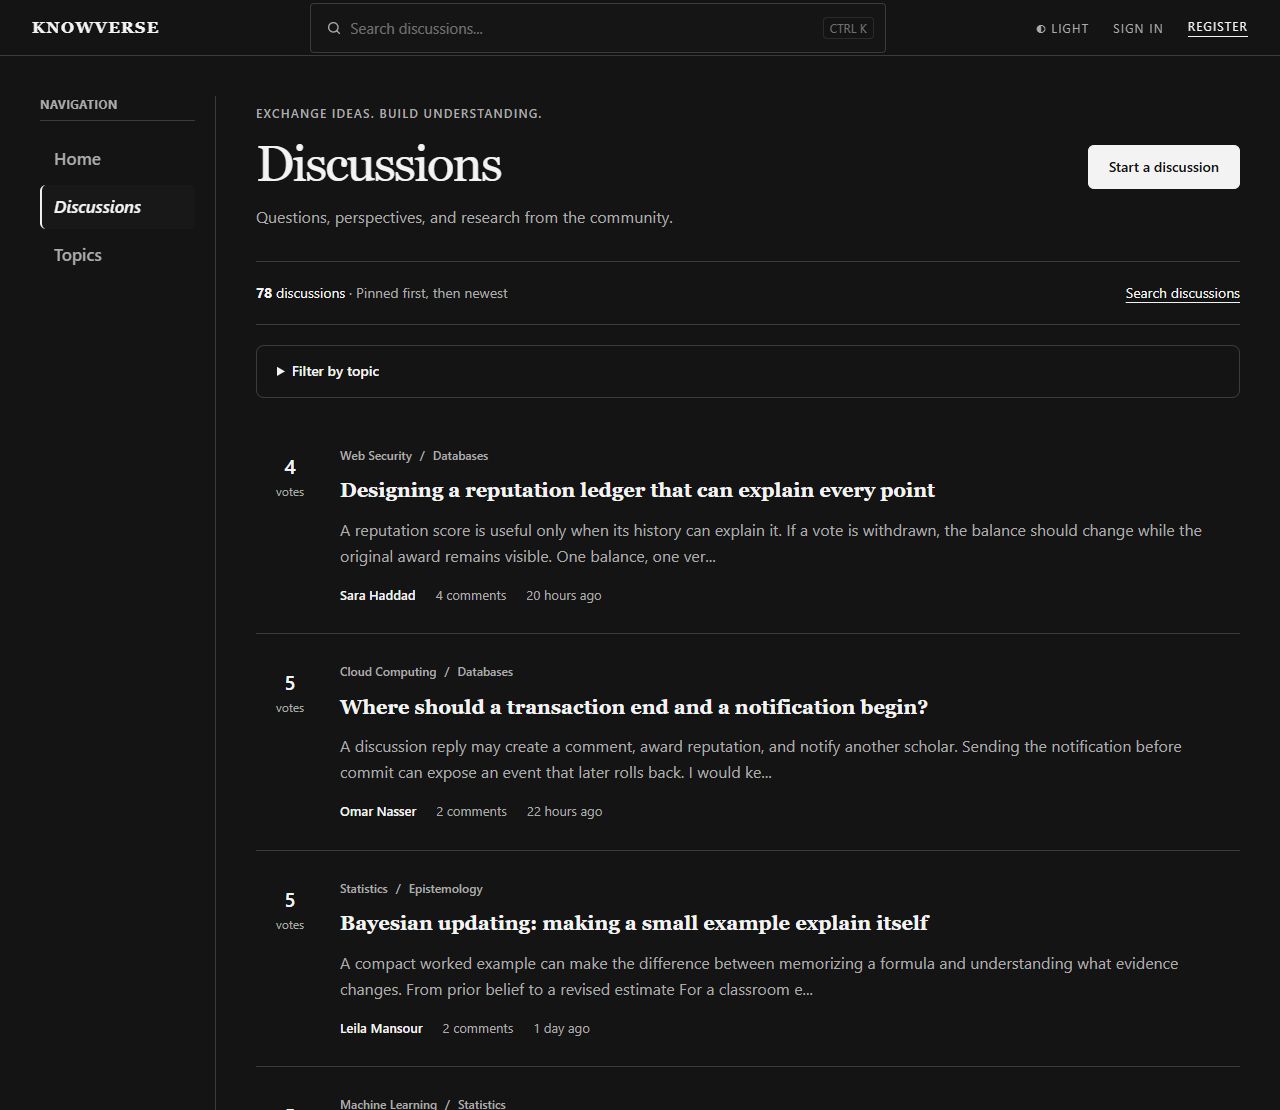 KNOWVERSE
Search discussions...
CTRL K
LIGHT
SIGN IN
REGISTER
NAVIGATION
Home
Discussions
Topics
EXCHANGE IDEAS. BUILD UNDERSTANDING.
Discussions
Start a discussion
Questions, perspectives, and research from the community.
78 discussions · Pinned first, then newest
Search discussions
Filter by topic
4
votes
Web Security / Databases
Designing a reputation ledger that can explain every point
A reputation score is useful only when its history can explain it. If a vote is withdrawn, the balance should change while the
original award remains visible. One balance, one ver...
Sara Haddad 4 comments 20 hours ago
5
votes
Cloud Computing / Databases
Where should a transaction end and a notification begin?
A discussion reply may create a comment, award reputation, and notify another scholar. Sending the notification before
commit can expose an event that later rolls back. I would ke...
Omar Nasser 2 comments 22 hours ago
5
votes
Statistics / Epistemology
Bayesian updating: making a small example explain itself
A compact worked example can make the difference between memorizing a formula and understanding what evidence
changes. From prior belief to a revised estimate For a classroom e...
Leila Mansour 2 comments 1 day ago
Machine Learning / Statistics